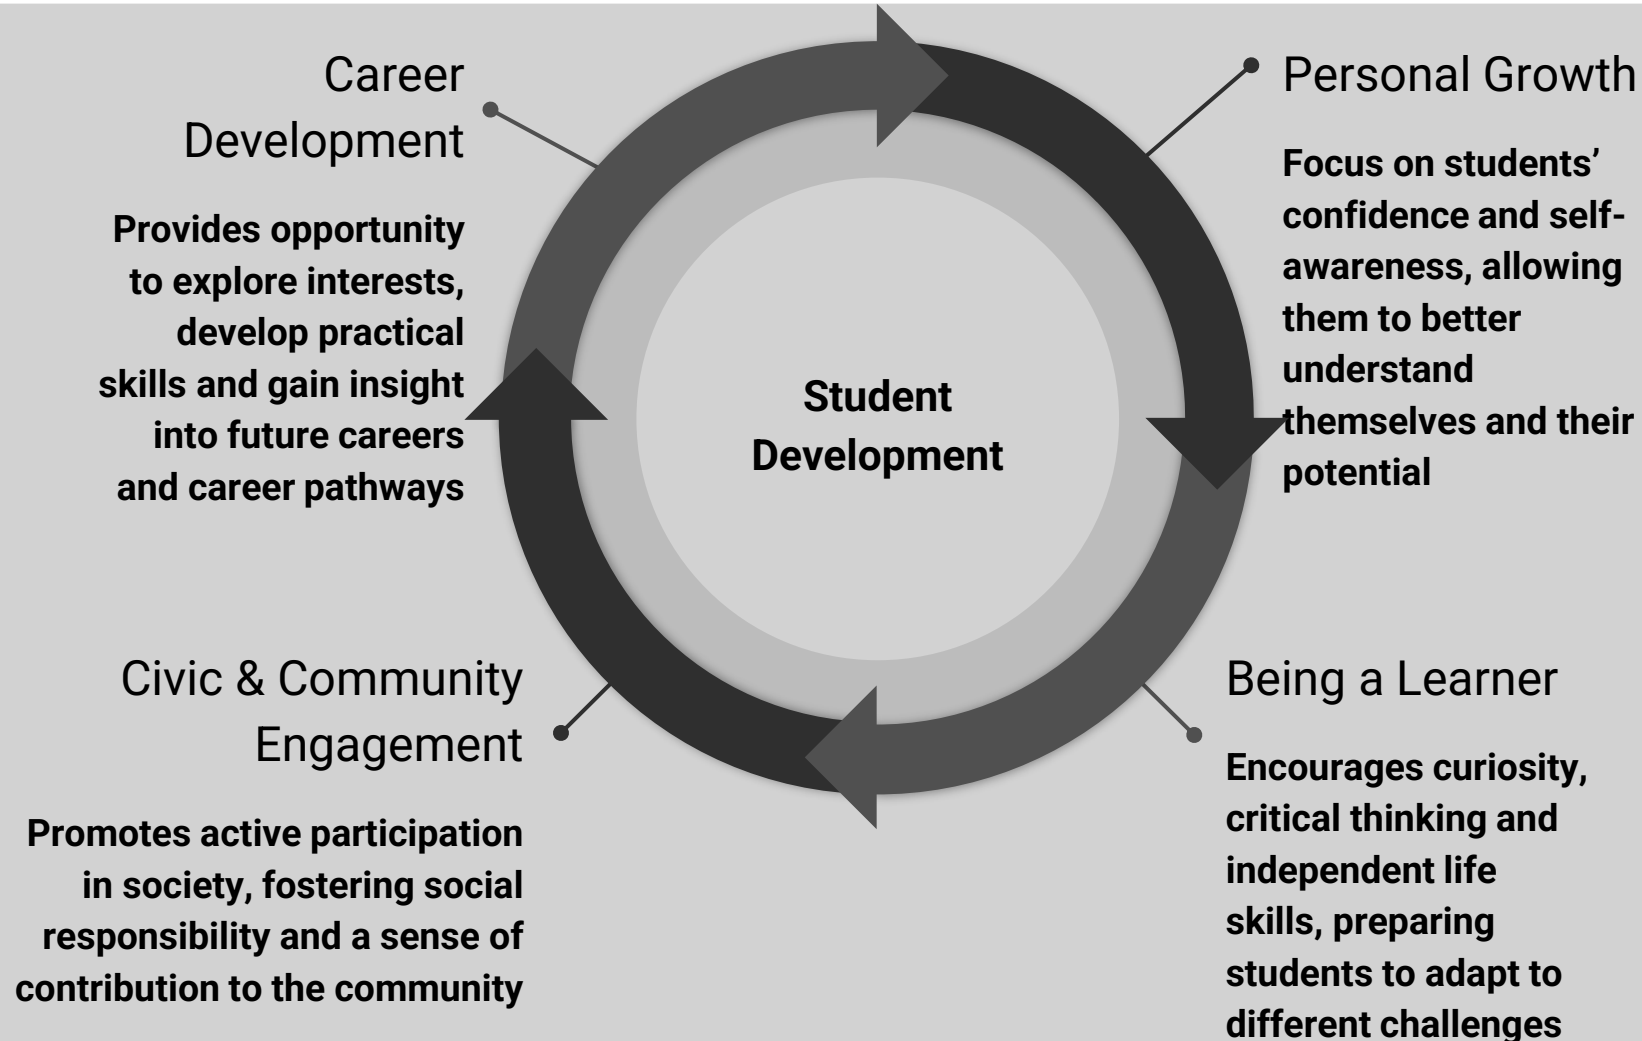 Career
Development
Provides opportunity
to explore interests,
develop practical
skills and gain insight
into future careers
and career pathways
Personal Growth
Focus on students’
confidence and self-
awareness, allowing
them to better
understand
themselves and their
potential
Student
Development
Civic & Community
Engagement
Promotes active participation
in society, fostering social
responsibility and a sense of
contribution to the community
Being a Learner
Encourages curiosity,
critical thinking and
independent life
skills, preparing
students to adapt to
different challenges